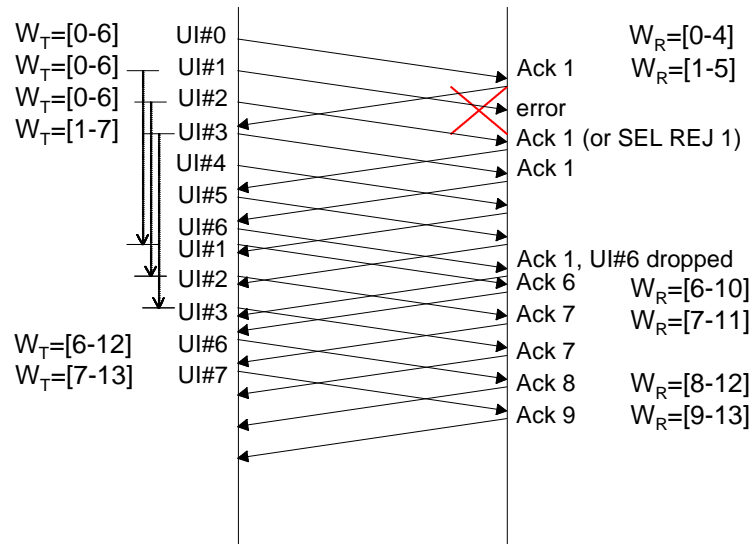 W_T=[0-6] UI#0 W_R=[0-4]
W_T=[0-6] UI#1 Ack 1 W_R=[1-5]
W_T=[0-6] UI#2 error
W_T=[1-7] UI#3 Ack 1 (or SEL REJ 1)
UI#4 Ack 1
UI#5
UI#6
UI#1 Ack 1, UI#6 dropped
UI#2 Ack 6 W_R=[6-10]
UI#3 Ack 7 W_R=[7-11]
W_T=[6-12] UI#6 Ack 7
W_T=[7-13] UI#7 Ack 8 W_R=[8-12]
Ack 9 W_R=[9-13]